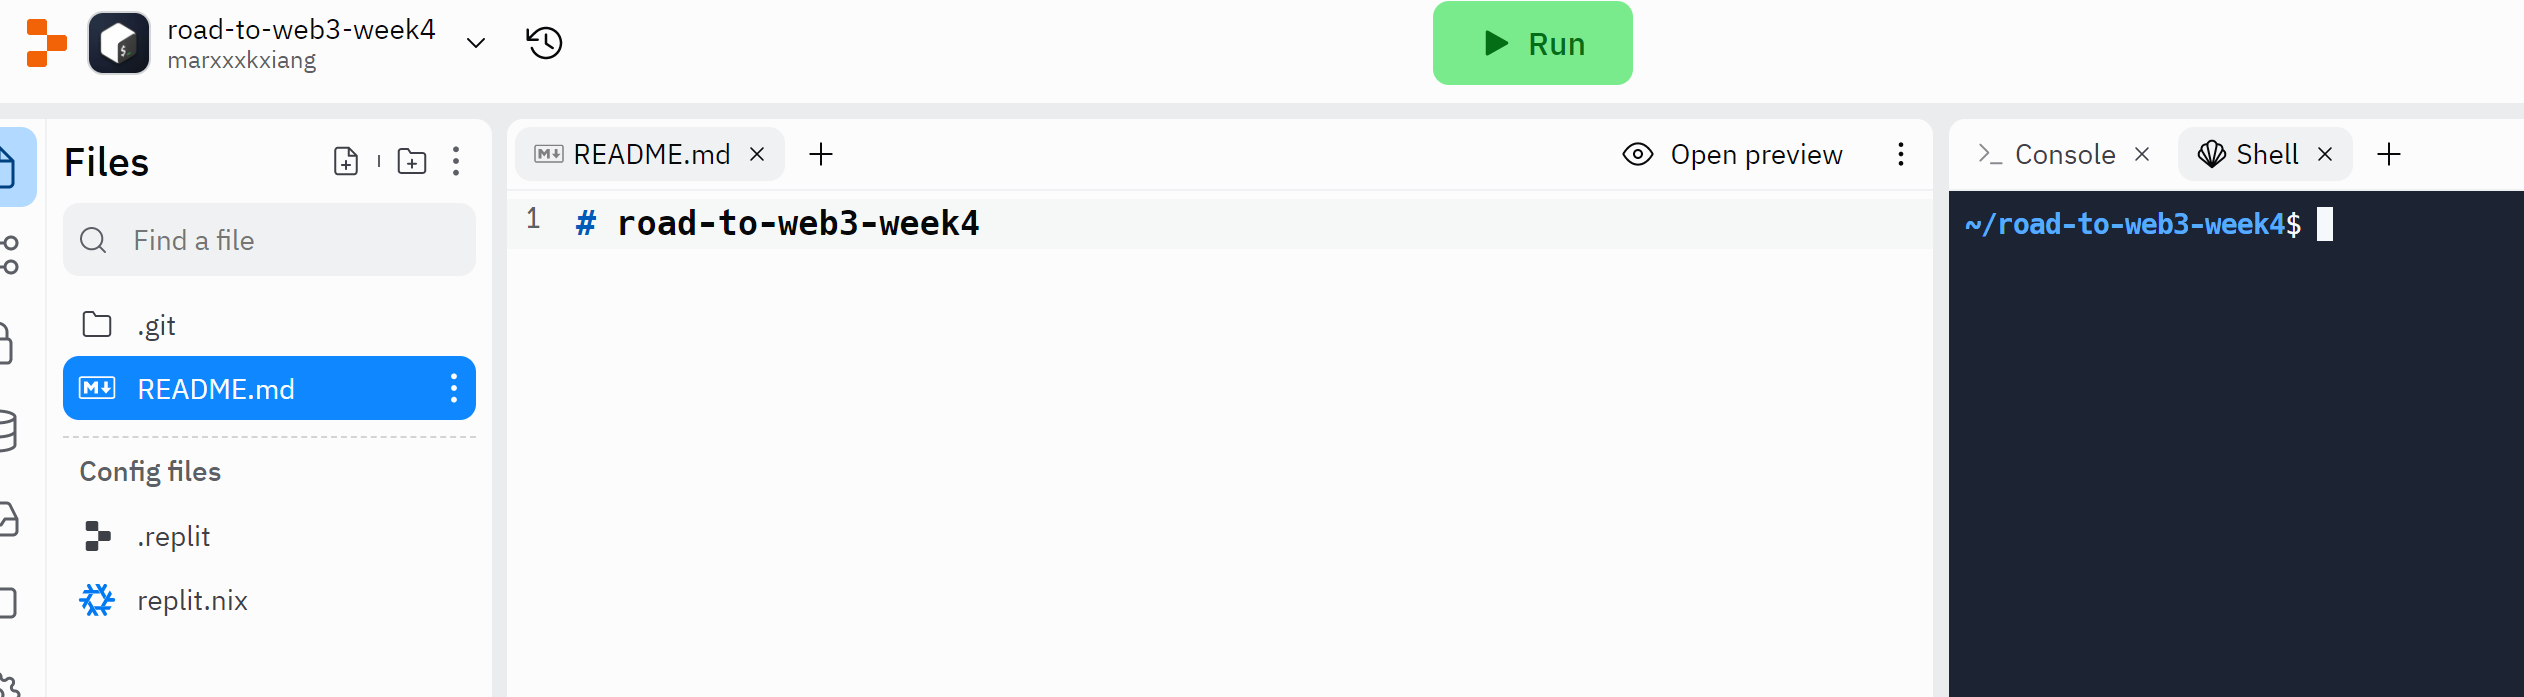 road-to-web3-week4
marxxxkxiang
Run
Files
Find a file
.git
README.md
Config files
.replit
replit.nix
README.md
Open preview
1 # road-to-web3-week4
Console
Shell
~/road-to-web3-week4$